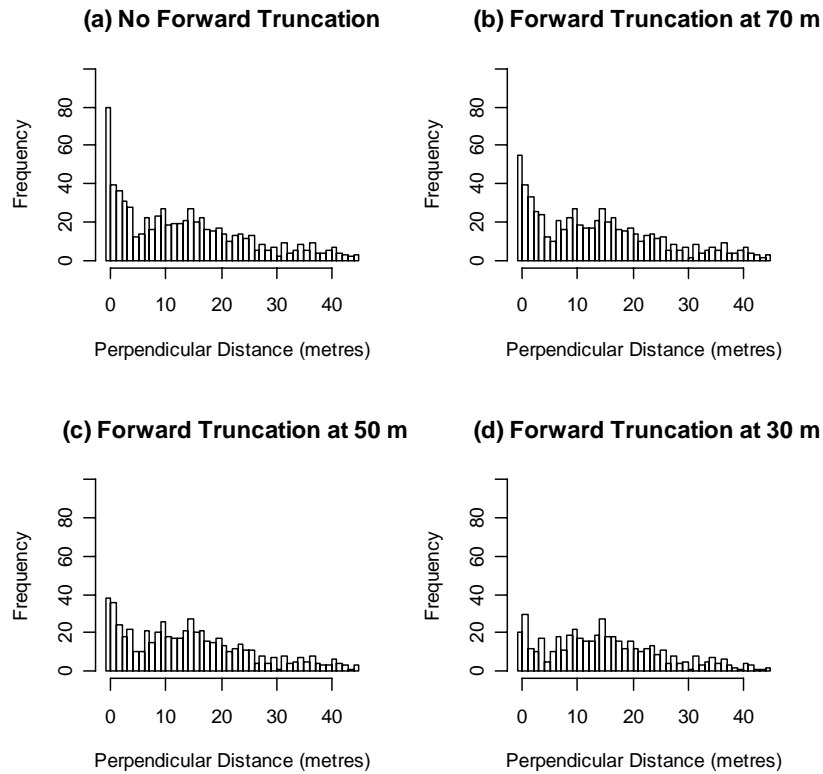 (a) No Forward Truncation
Frequency
0 20 40 60 80
0 10 20 30 40
Perpendicular Distance (metres)
(b) Forward Truncation at 70 m
Frequency
0 20 40 60 80
0 10 20 30 40
Perpendicular Distance (metres)
(c) Forward Truncation at 50 m
Frequency
0 20 40 60 80
0 10 20 30 40
Perpendicular Distance (metres)
(d) Forward Truncation at 30 m
Frequency
0 20 40 60 80
0 10 20 30 40
Perpendicular Distance (metres)